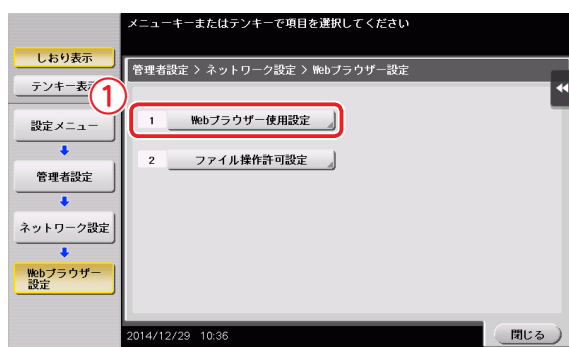 メニューキーまたはテンキーで項目を選択してください
しおり表示
テンキー表
管理者設定 > ネットワーク設定 > Webブラウザー設定
1
1 Webブラウザー使用設定
2 ファイル操作許可設定
設定メニュー
管理者設定
ネットワーク設定
Webブラウザー
設定
2014/12/29 10:36
閉じる